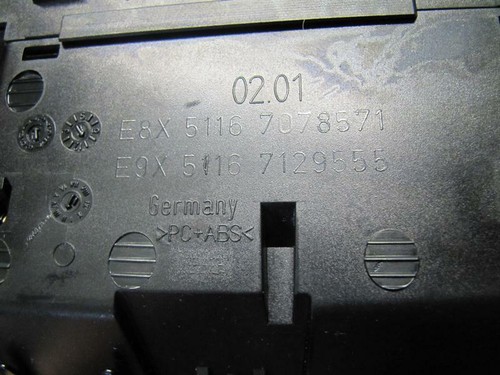 02.01
E8X 5116 7078571
E9X 5116 7129555
Germany
>PC+ABS<